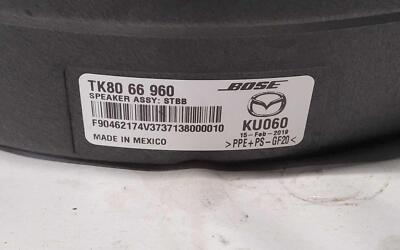 TK80 66 960
SPEAKER ASSY: STBB
F90462174V3737138000010
MADE IN MEXICO
BOSE
KU060
15-Feb-2019
>PPE+PS-GF20<